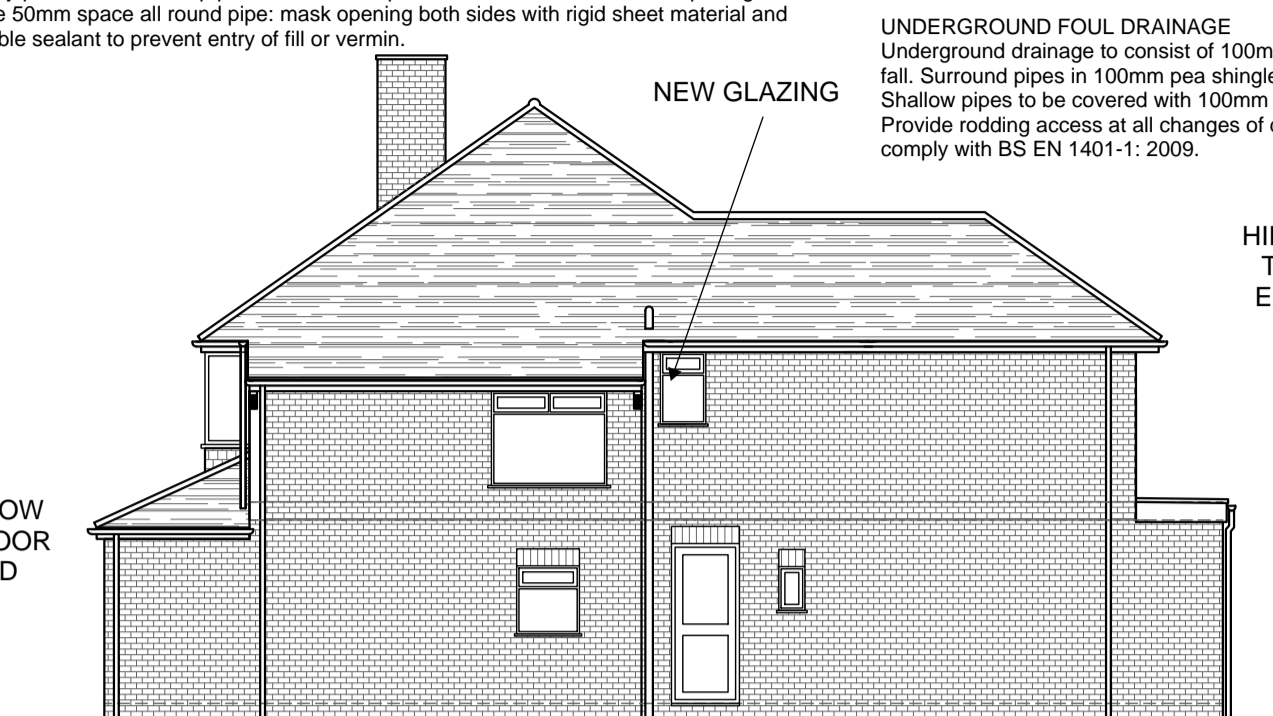 50mm space all round pipe: mask opening both sides with rigid sheet material and
sealant to prevent entry of fill or vermin.
UNDERGROUND FOUL DRAINAGE
Underground drainage to consist of 100m
fall. Surround pipes in 100mm pea shingle
Shallow pipes to be covered with 100mm
Provide rodding access at all changes of
comply with BS EN 1401-1: 2009.
NEW GLAZING